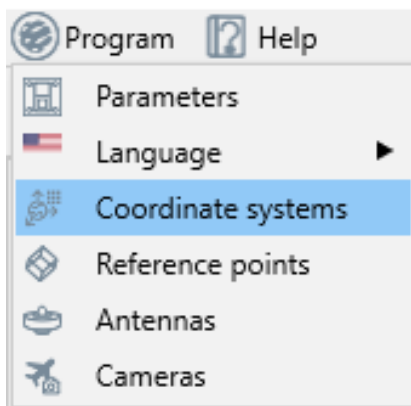 Program Help
Parameters
Language
Coordinate systems
Reference points
Antennas
Cameras